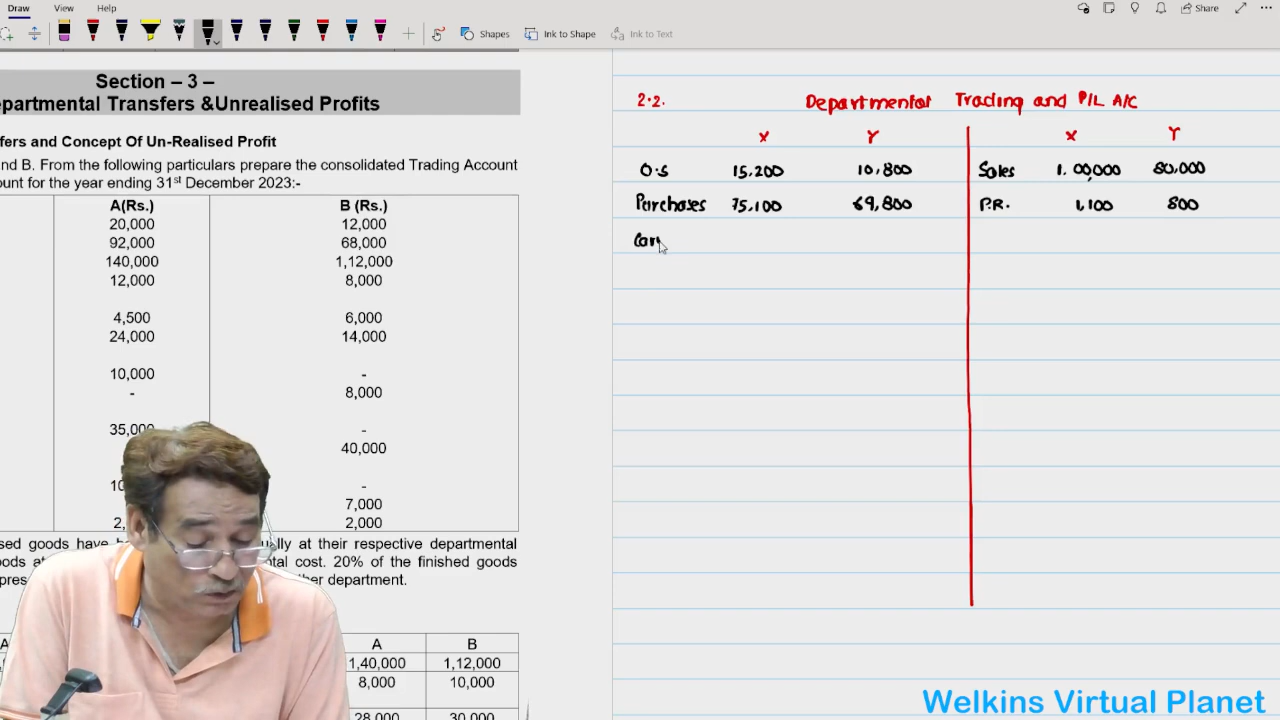 Draw View Help
Shapes Ink to Shape Ink to Text Share
Section – 3 –
partmental Transfers &Unrealised Profits
fers and Concept Of Un-Realised Profit
nd B. From the following particulars prepare the consolidated Trading Account
ount for the year ending 31st December 2023:-
A(Rs.) B (Rs.)
20,000 12,000
92,000 68,000
140,000 1,12,000
12,000 8,000
4,500 6,000
24,000 14,000
10,000 -
- 8,000
35,000 -
40,000
10 -
7,000
2, 2,000
sed goods have ually at their respective departmental
ods at ntal cost. 20% of the finished goods
pres her department.
A B
1,40,000 1,12,000
8,000 10,000
28,000 30,000
2.2. Departmental Trading and P/L A/C
X Y X Y
O.S 15,200 10,800 Sales 1,00,000 80,000
Purchases 75,100 69,800 P.R. 1,100 800
Carr
Welkins Virtual Planet